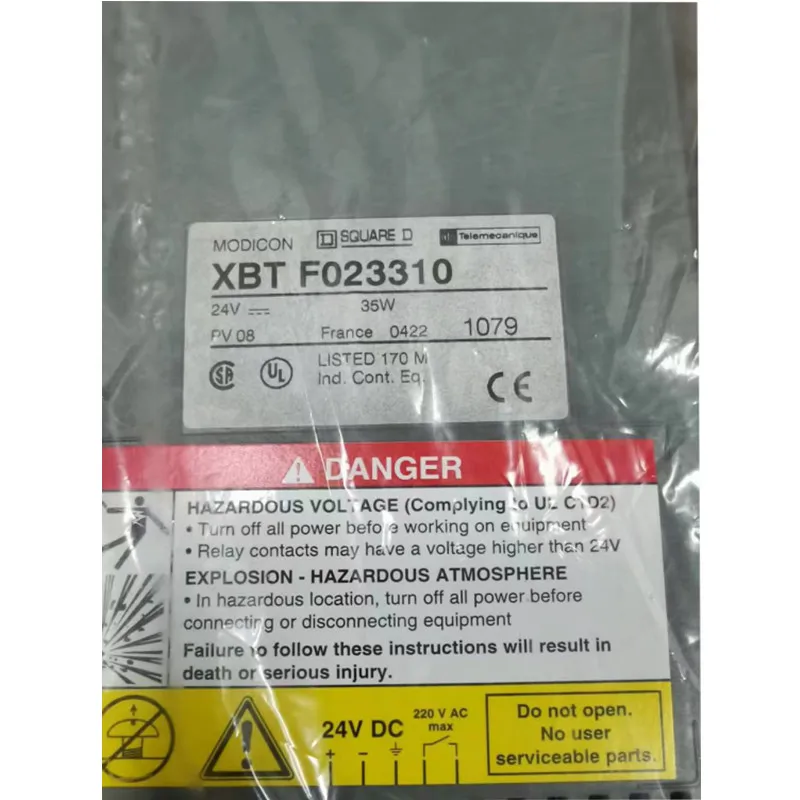 MODICON SQUARE D Telemecanique
XBT F023310
24V 35W
PV 08 France 0422 1079
SA UL LISTED 170 M
Ind. Cont. Eq. CE
DANGER
HAZARDOUS VOLTAGE (Complying to UL C1D2)
• Turn off all power before working on equipment
• Relay contacts may have a voltage higher than 24V
EXPLOSION - HAZARDOUS ATMOSPHERE
• In hazardous location, turn off all power before
connecting or disconnecting equipment
Failure to follow these instructions will result in
death or serious injury.
24V DC
+ -
220 V AC
max
Do not open.
No user
serviceable parts.